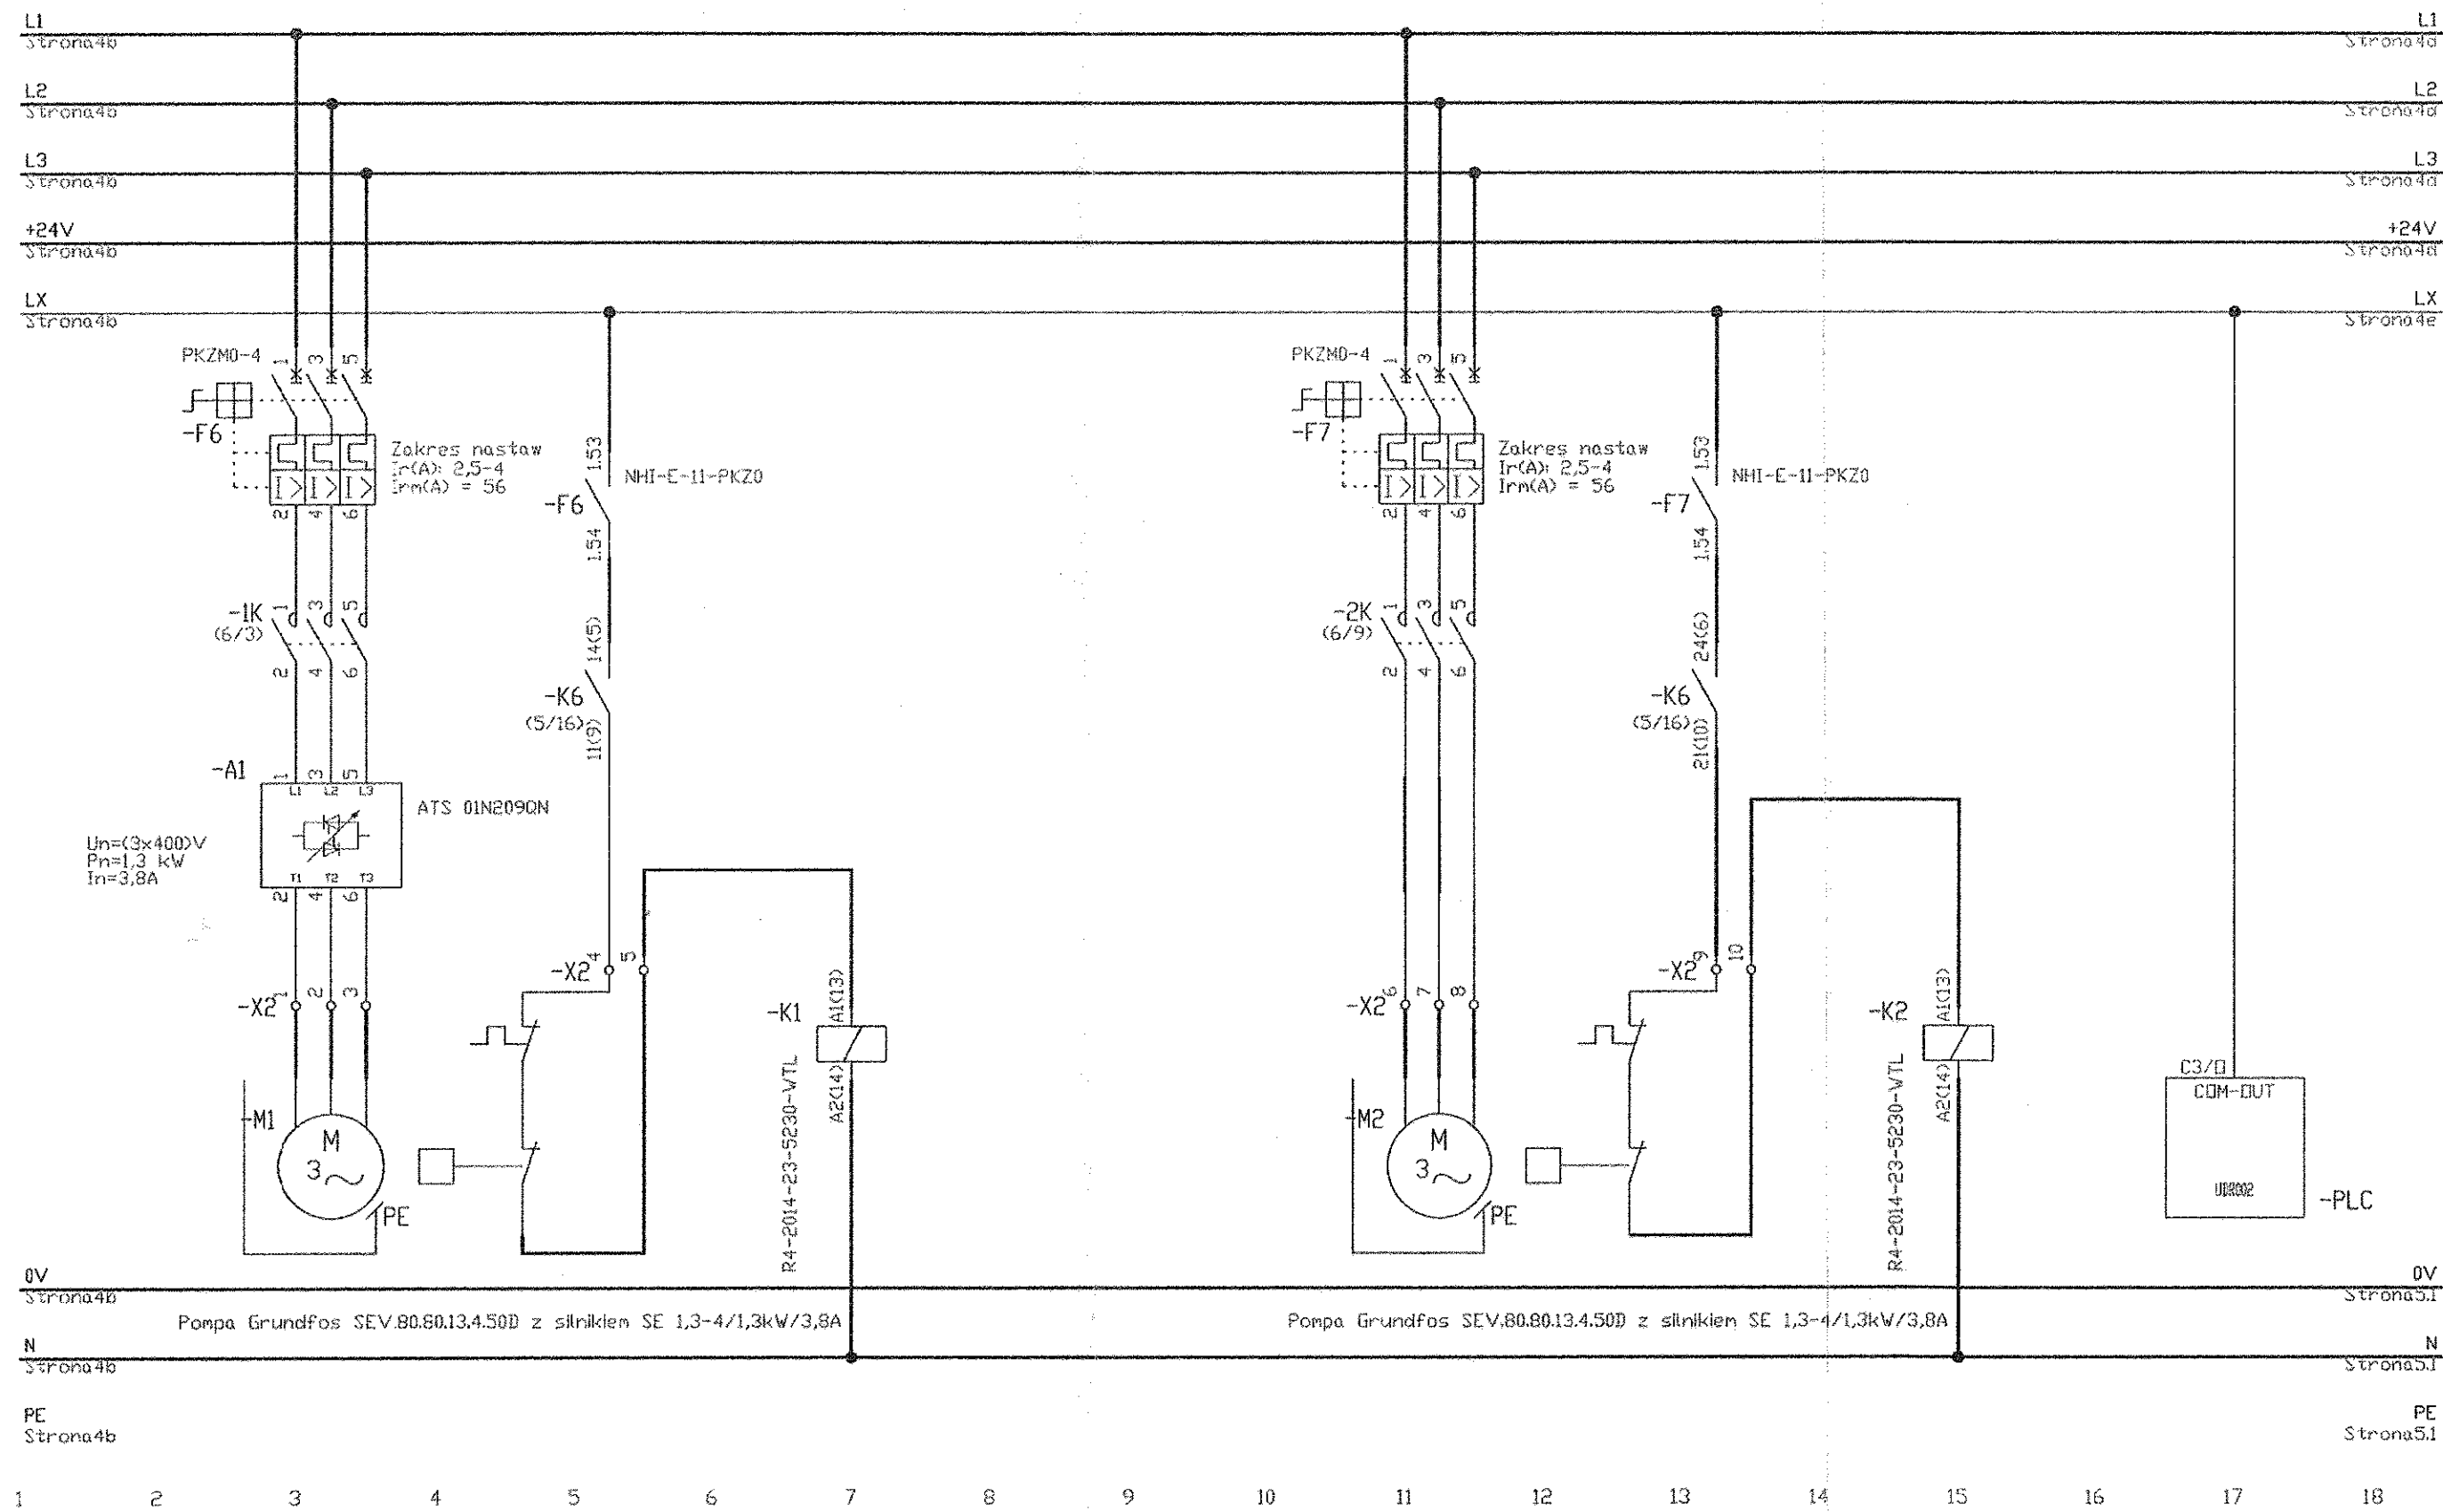 L1
Strona4b
L1
Strona4d
L2
Strona4b
L2
Strona4d
L3
Strona4b
L3
Strona4d
+24V
Strona4b
+24V
Strona4d
LX
Strona4b
LX
Strona4e
PKZM0-4
1
3
5
-F6
Zakres nastaw
Ir(A): 2,5-4
Irm(A) = 56
I> I> I>
2
4
6
1.53
NHI-E-11-PKZ0
-F6
1.54
-1K
(6/3)
1
3
5
2
4
6
14(5)
-K6
(5/16)
11(9)
-A1
1
3
5
L1
L2
L3
ATS 01N209QN
Un=(3x400)V
Pn=1,3 kW
In=3,8A
T1
T2
T3
2
4
6
-X2
4
5
-X2
1
2
3
-K1
A1(13)
A2(14)
R4-2014-23-5230-WTL
-M1
M
3~
PE
PKZM0-4
1
3
5
-F7
Zakres nastaw
Ir(A): 2,5-4
Irm(A) = 56
I> I> I>
2
4
6
1.53
NHI-E-11-PKZ0
-F7
1.54
-2K
(6/9)
1
3
5
2
4
6
24(6)
-K6
(5/16)
21(10)
-X2
9
10
-X2
6
7
8
-K2
A1(13)
A2(14)
R4-2014-23-5230-WTL
-M2
M
3~
PE
C3/0
COM-OUT
-PLC
0V
Strona4b
0V
Strona5.1
Pompa Grundfos SEV.80.80.13.4.50D z silnikiem SE 1,3-4/1,3kW/3,8A
Pompa Grundfos SEV.80.80.13.4.50D z silnikiem SE 1,3-4/1,3kW/3,8A
N
Strona4b
N
Strona5.1
PE
Strona4b
PE
Strona5.1
1 2 3 4 5 6 7 8 9 10 11 12 13 14 15 16 17 18